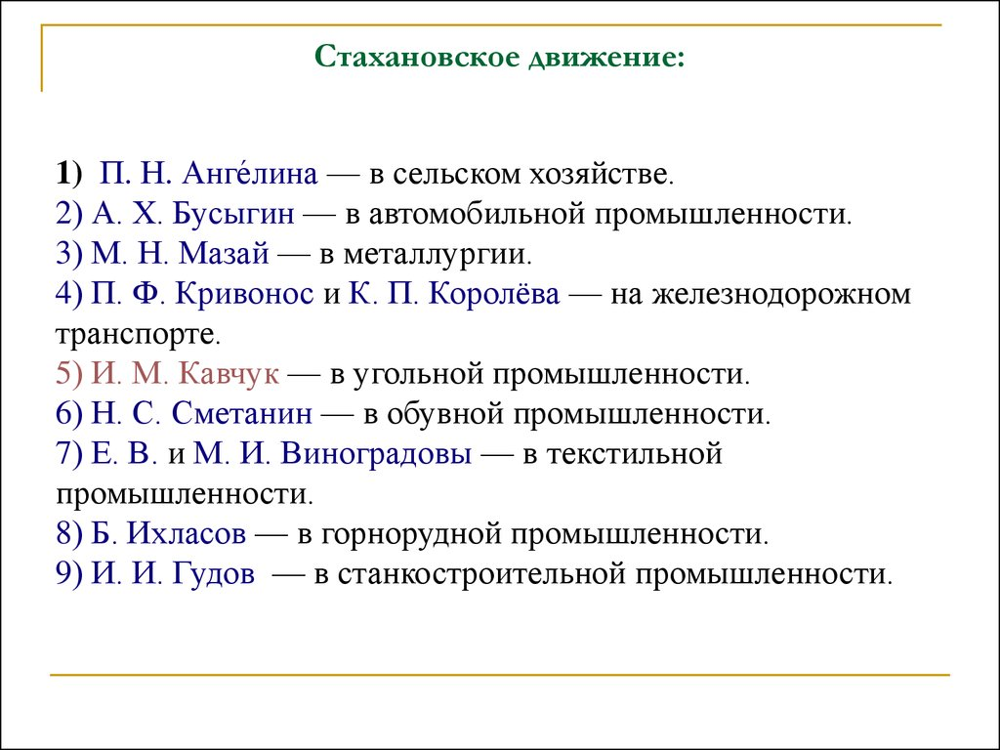 Стахановское движение:
1) П. Н. Анге́лина — в сельском хозяйстве.
2) А. Х. Бусыгин — в автомобильной промышленности.
3) М. Н. Мазай — в металлургии.
4) П. Ф. Кривонос и К. П. Королёва — на железнодорожном
транспорте.
5) И. М. Кавчук — в угольной промышленности.
6) Н. С. Сметанин — в обувной промышленности.
7) Е. В. и М. И. Виноградовы — в текстильной
промышленности.
8) Б. Ихласов — в горнорудной промышленности.
9) И. И. Гудов — в станкостроительной промышленности.